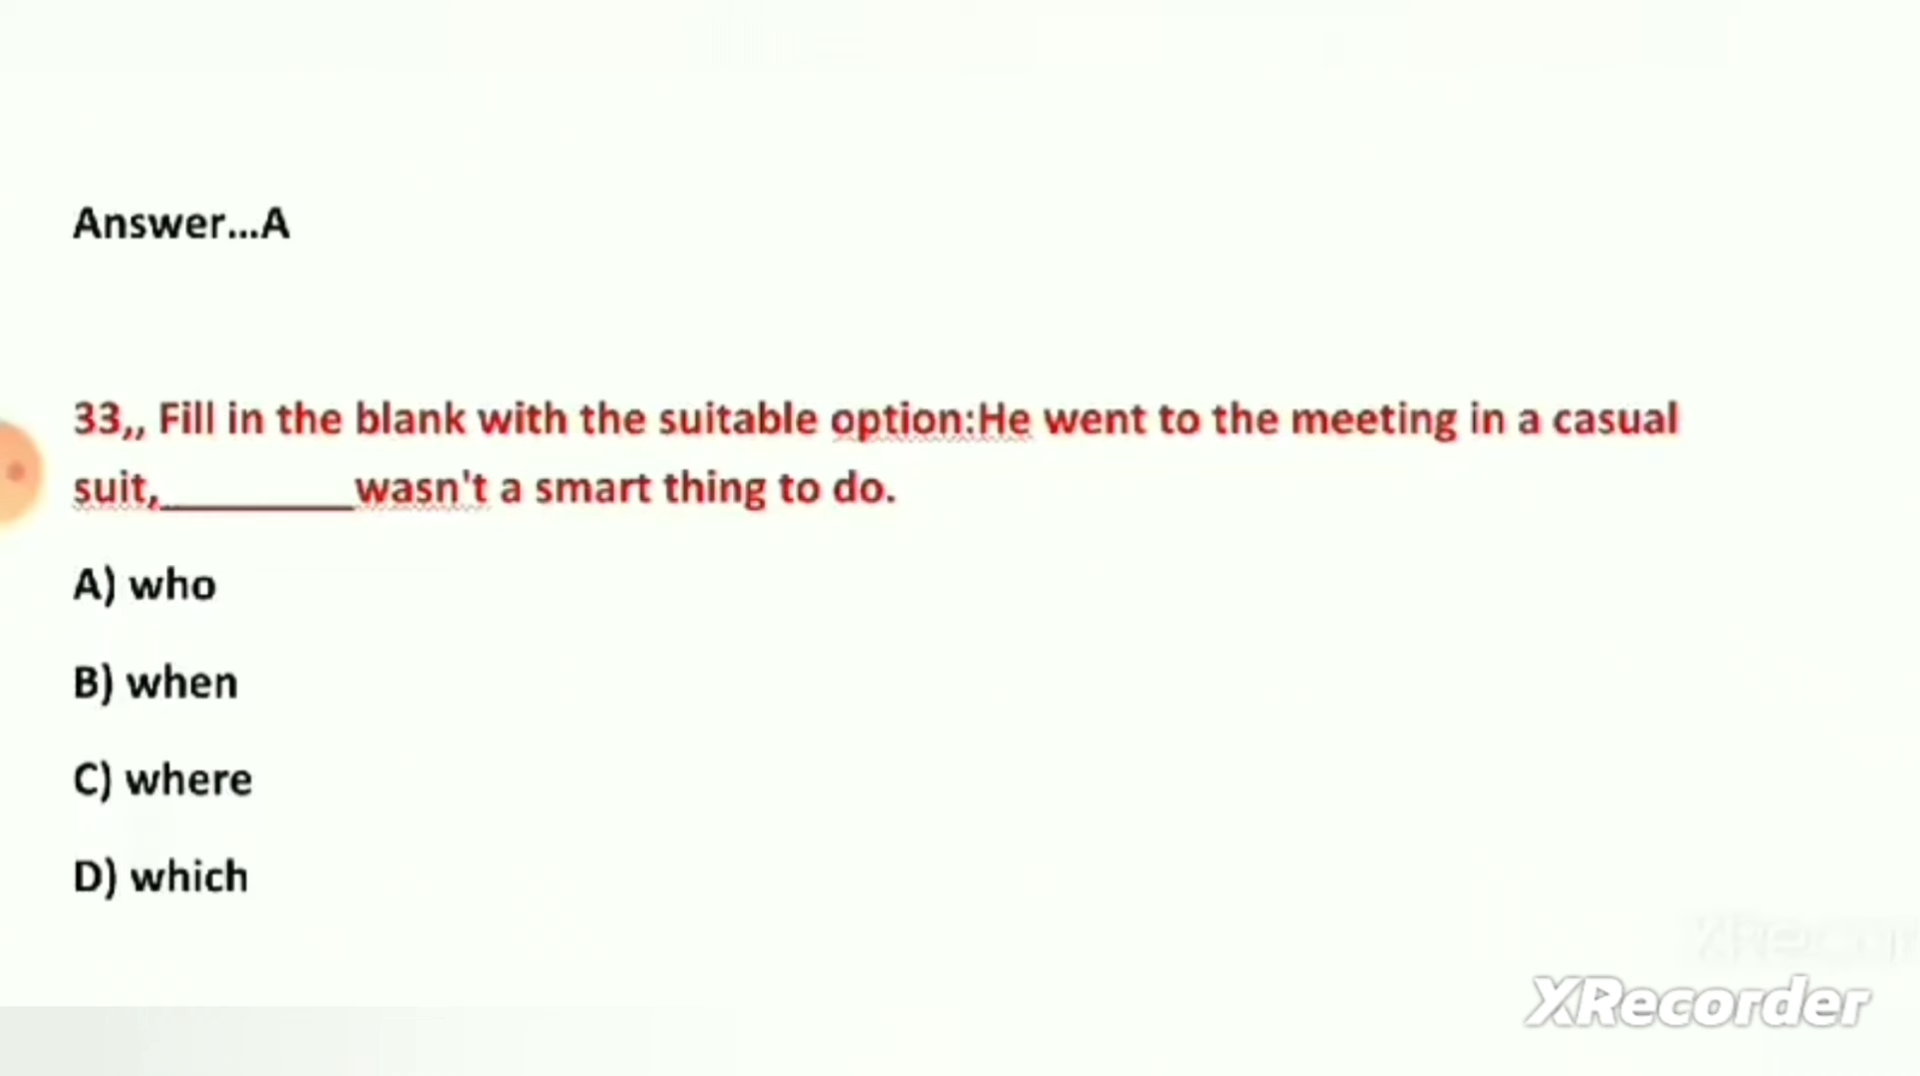 Answer...A
33,, Fill in the blank with the suitable option:He went to the meeting in a casual
suit,_________wasn't a smart thing to do.
A) who
B) when
C) where
D) which
XRecorder